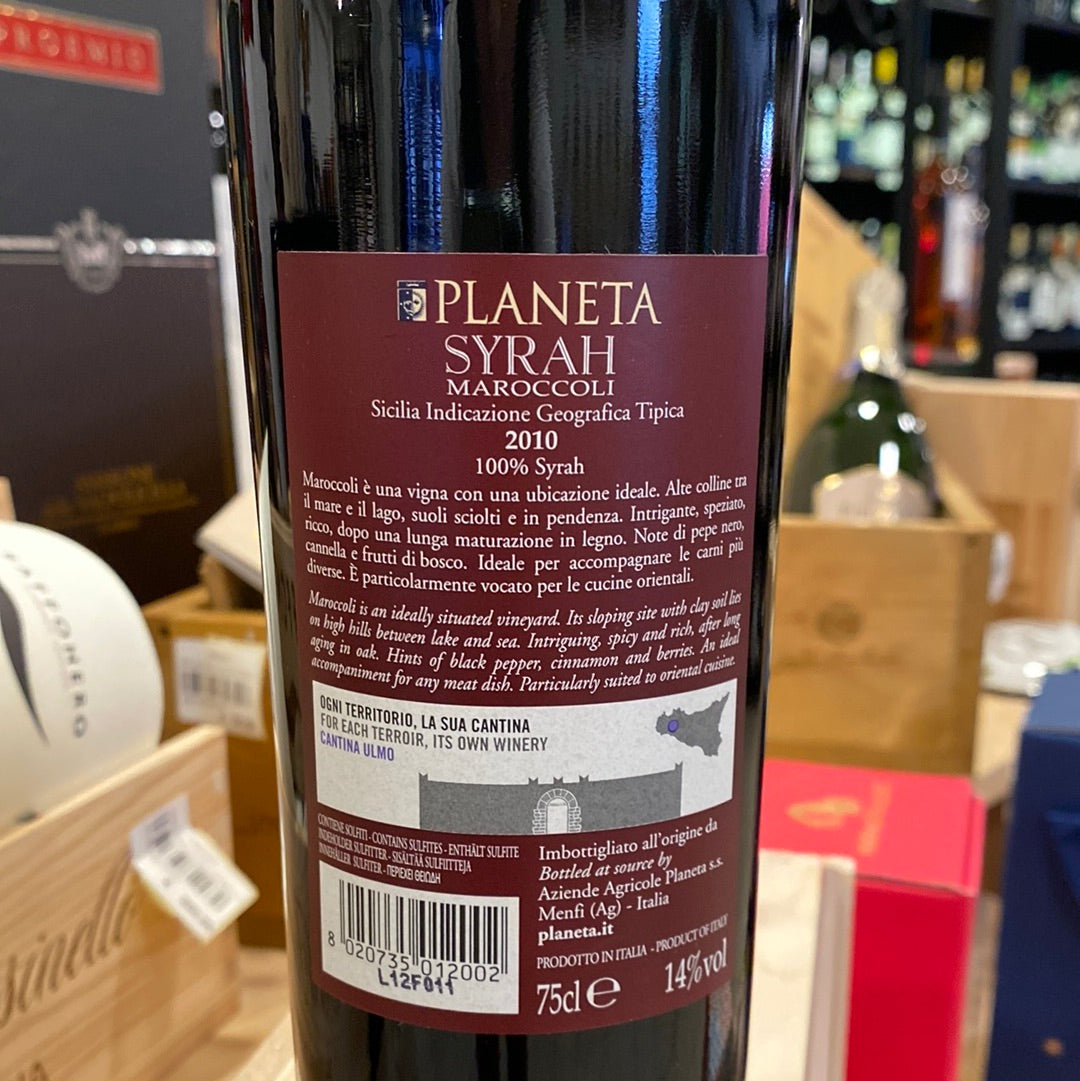 PLANETA
SYRAH
MAROCCOLI
Sicilia Indicazione Geografica Tipica
2010
100% Syrah
Maroccoli è una vigna con una ubicazione ideale. Alte colline tra
il mare e il lago, suoli sciolti e in pendenza. Intrigante, speziato,
ricco, dopo una lunga maturazione in legno. Note di pepe nero,
cannella e frutti di bosco. Ideale per accompagnare le carni più
diverse. È particolarmente vocato per le cucine orientali.
Maroccoli is an ideally situated vineyard. Its sloping site with clay soil lies
on high hills between lake and sea. Intriguing, spicy and rich, after long
aging in oak. Hints of black pepper, cinnamon and berries. An ideal
accompaniment for any meat dish. Particularly suited to oriental cuisine.
OGNI TERRITORIO, LA SUA CANTINA
FOR EACH TERROIR, ITS OWN WINERY
CANTINA ULMO
CONTIENE SOLFITI - CONTAINS SULFITES - ENTHÄLT SULFITE
INDEHOLDER SULFITTER - SISÄLTÄÄ SULFIITTEJA
INNEHÅLLER SULFITER - ΠΕΡΙΕΧΕΙ ΘΕΙΩΔΗ
8 020735 012002
L12F011
Imbottigliato all'origine da
Bottled at source by
Aziende Agricole Planeta s.s.
Menfi (Ag) - Italia
planeta.it
PRODOTTO IN ITALIA - PRODUCT OF ITALY
75cl e 14%vol